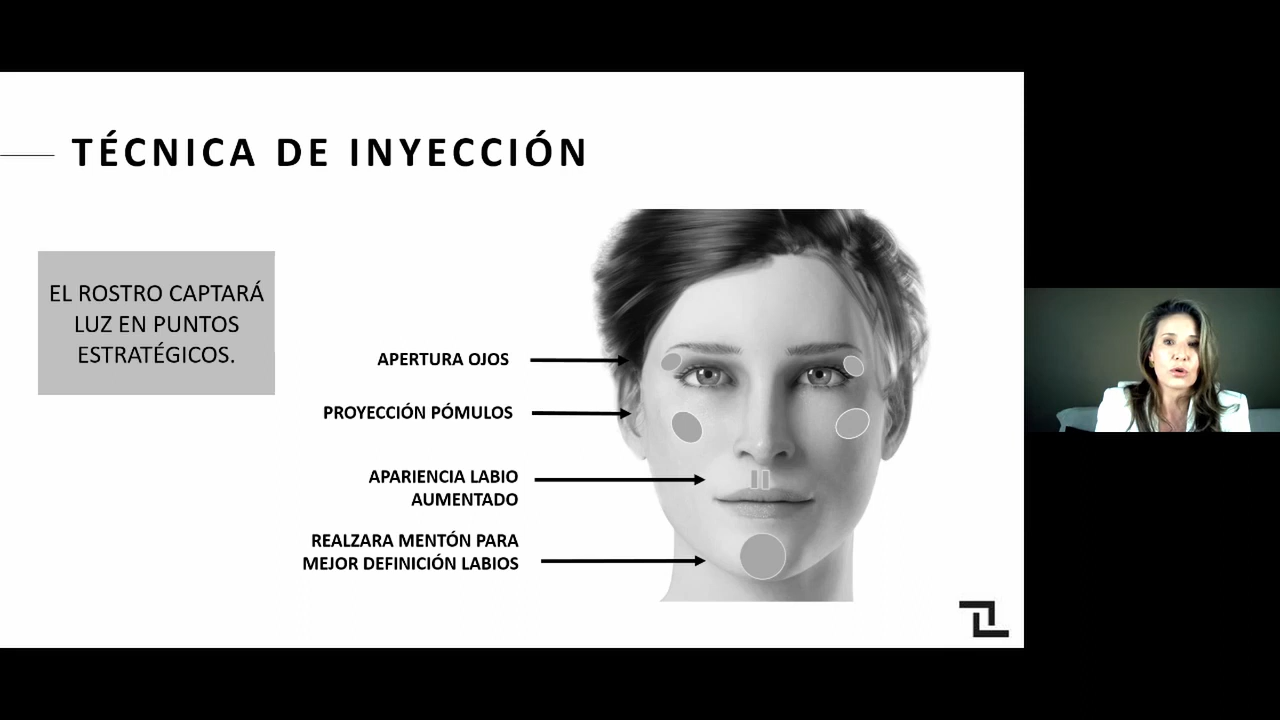 TÉCNICA DE INYECCIÓN
EL ROSTRO CAPTARÁ
LUZ EN PUNTOS
ESTRATÉGICOS.
APERTURA OJOS
PROYECCIÓN PÓMULOS
APARIENCIA LABIO
AUMENTADO
REALZARA MENTÓN PARA
MEJOR DEFINICIÓN LABIOS